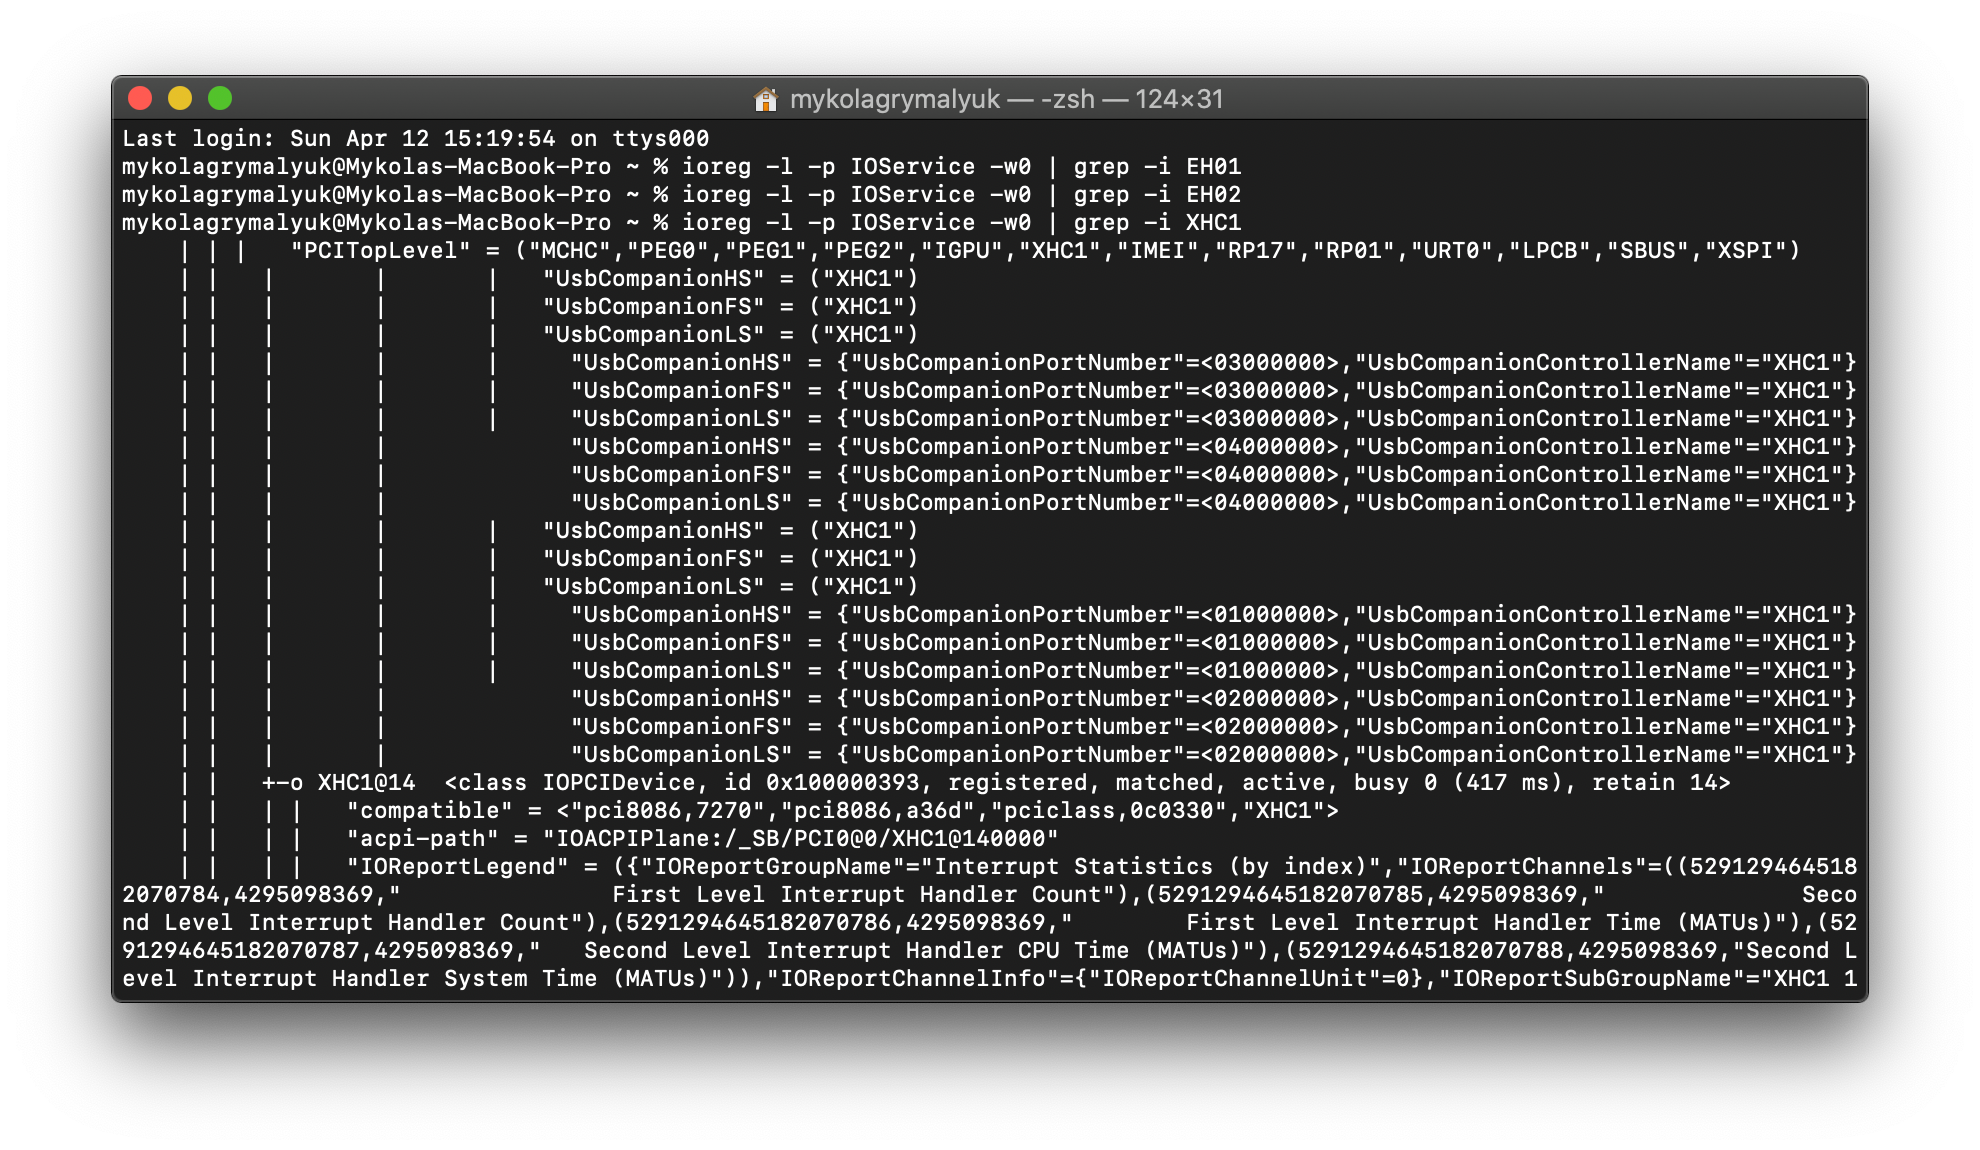 mykolagrymalyuk — -zsh — 124×31
Last login: Sun Apr 12 15:19:54 on ttys000
mykolagrymalyuk@Mykolas-MacBook-Pro ~ % ioreg -l -p IOService -w0 | grep -i EH01
mykolagrymalyuk@Mykolas-MacBook-Pro ~ % ioreg -l -p IOService -w0 | grep -i EH02
mykolagrymalyuk@Mykolas-MacBook-Pro ~ % ioreg -l -p IOService -w0 | grep -i XHC1
    | | |   "PCITopLevel" = ("MCHC","PEG0","PEG1","PEG2","IGPU","XHC1","IMEI","RP17","RP01","URT0","LPCB","SBUS","XSPI")
    | |   |       |       |   "UsbCompanionHS" = ("XHC1")
    | |   |       |       |   "UsbCompanionFS" = ("XHC1")
    | |   |       |       |   "UsbCompanionLS" = ("XHC1")
    | |   |       |       |     "UsbCompanionHS" = {"UsbCompanionPortNumber"=<03000000>,"UsbCompanionControllerName"="XHC1"}
    | |   |       |       |     "UsbCompanionFS" = {"UsbCompanionPortNumber"=<03000000>,"UsbCompanionControllerName"="XHC1"}
    | |   |       |       |     "UsbCompanionLS" = {"UsbCompanionPortNumber"=<03000000>,"UsbCompanionControllerName"="XHC1"}
    | |   |       |             "UsbCompanionHS" = {"UsbCompanionPortNumber"=<04000000>,"UsbCompanionControllerName"="XHC1"}
    | |   |       |             "UsbCompanionFS" = {"UsbCompanionPortNumber"=<04000000>,"UsbCompanionControllerName"="XHC1"}
    | |   |       |             "UsbCompanionLS" = {"UsbCompanionPortNumber"=<04000000>,"UsbCompanionControllerName"="XHC1"}
    | |   |       |       |   "UsbCompanionHS" = ("XHC1")
    | |   |       |       |   "UsbCompanionFS" = ("XHC1")
    | |   |       |       |   "UsbCompanionLS" = ("XHC1")
    | |   |       |       |     "UsbCompanionHS" = {"UsbCompanionPortNumber"=<01000000>,"UsbCompanionControllerName"="XHC1"}
    | |   |       |       |     "UsbCompanionFS" = {"UsbCompanionPortNumber"=<01000000>,"UsbCompanionControllerName"="XHC1"}
    | |   |       |       |     "UsbCompanionLS" = {"UsbCompanionPortNumber"=<01000000>,"UsbCompanionControllerName"="XHC1"}
    | |   |       |             "UsbCompanionHS" = {"UsbCompanionPortNumber"=<02000000>,"UsbCompanionControllerName"="XHC1"}
    | |   |       |             "UsbCompanionFS" = {"UsbCompanionPortNumber"=<02000000>,"UsbCompanionControllerName"="XHC1"}
    | |   |       |             "UsbCompanionLS" = {"UsbCompanionPortNumber"=<02000000>,"UsbCompanionControllerName"="XHC1"}
    | |   +-o XHC1@14  <class IOPCIDevice, id 0x100000393, registered, matched, active, busy 0 (417 ms), retain 14>
    | |   | |   "compatible" = <"pci8086,7270","pci8086,a36d","pciclass,0c0330","XHC1">
    | |   | |   "acpi-path" = "IOACPIPlane:/_SB/PCI0@0/XHC1@140000"
    | |   | |   "IOReportLegend" = ({"IOReportGroupName"="Interrupt Statistics (by index)","IOReportChannels"=((529129464518
2070784,4295098369,"               First Level Interrupt Handler Count"),(5291294645182070785,4295098369,"              Seco
nd Level Interrupt Handler Count"),(5291294645182070786,4295098369,"        First Level Interrupt Handler Time (MATUs)"),(52
91294645182070787,4295098369,"   Second Level Interrupt Handler CPU Time (MATUs)"),(5291294645182070788,4295098369,"Second L
evel Interrupt Handler System Time (MATUs)")),"IOReportChannelInfo"={"IOReportChannelUnit"=0},"IOReportSubGroupName"="XHC1 1